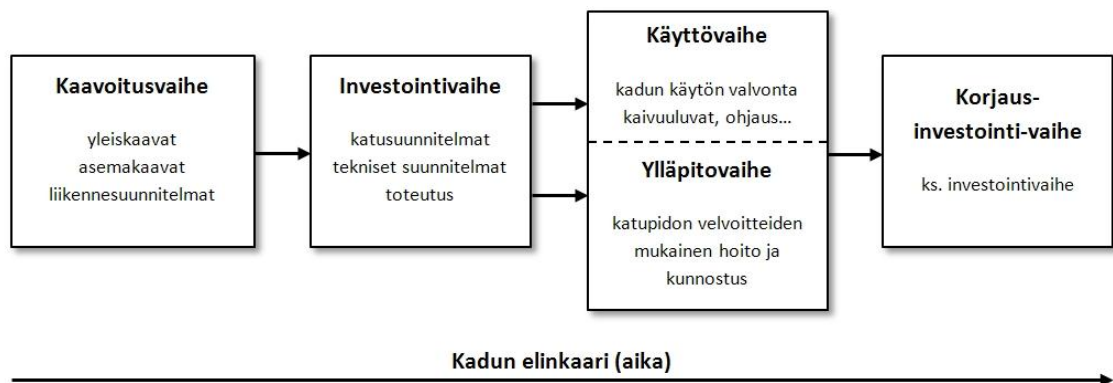 Kaavoitusvaihe
yleiskaavat
asemakaavat
liikennesuunnitelmat
Investointivaihe
katusuunnitelmat
tekniset suunnitelmat
toteutus
Käyttövaihe
kadun käytön valvonta
kaivuuluvat, ohjaus...
Ylläpitovaihe
katupidon velvoitteiden
mukainen hoito ja
kunnostus
Korjaus-
investointi-vaihe
ks. investointivaihe
Kadun elinkaari (aika)